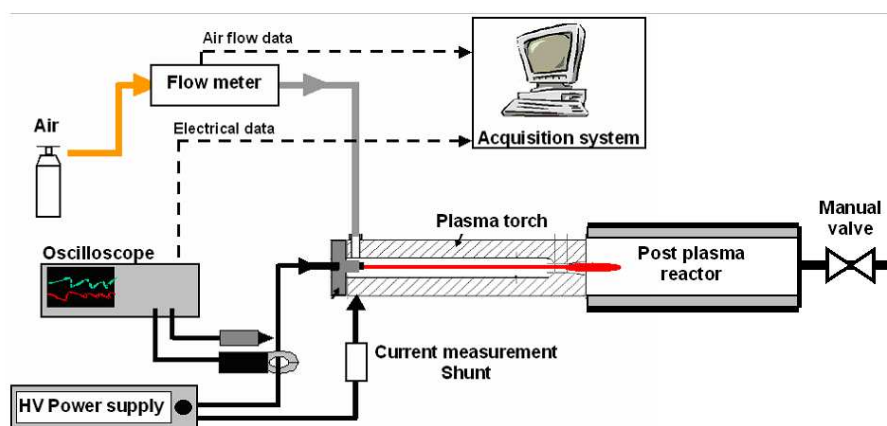 Air flow data
Flow meter
Air
Electrical data
Acquisition system
Plasma torch
Manual
valve
Oscilloscope
Post plasma
reactor
Current measurement
Shunt
HV Power supply